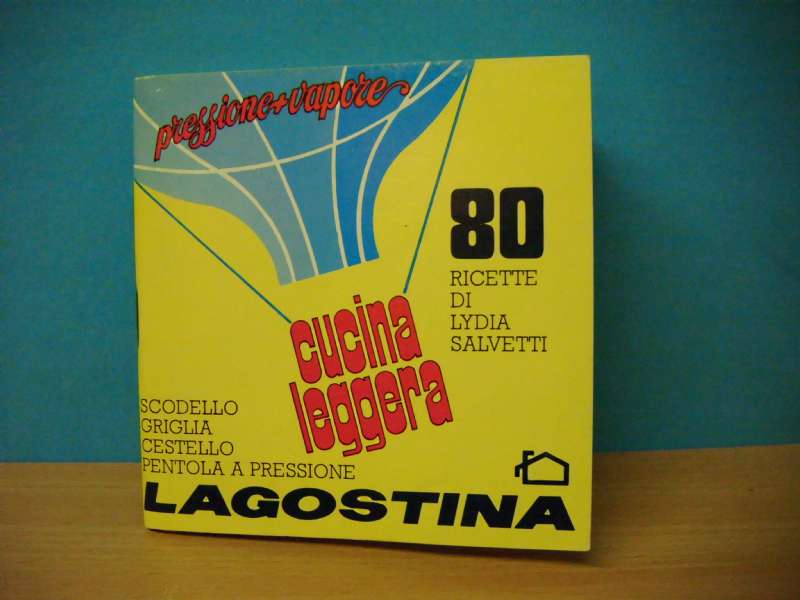 pressione+vapore
80
RICETTE
DI
LYDIA
SALVETTI
cucina
leggera
SCODELLO
GRIGLIA
CESTELLO
PENTOLA A PRESSIONE
LAGOSTINA